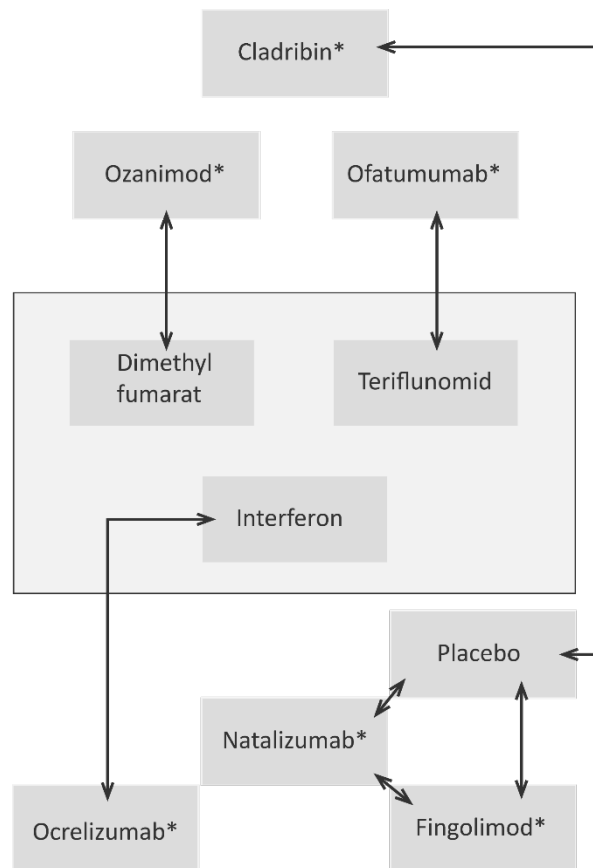 Cladribin*
Ozanimod*
Ofatumumab*
Dimethyl
fumarat
Teriflunomid
Interferon
Placebo
Natalizumab*
Ocrelizumab*
Fingolimod*